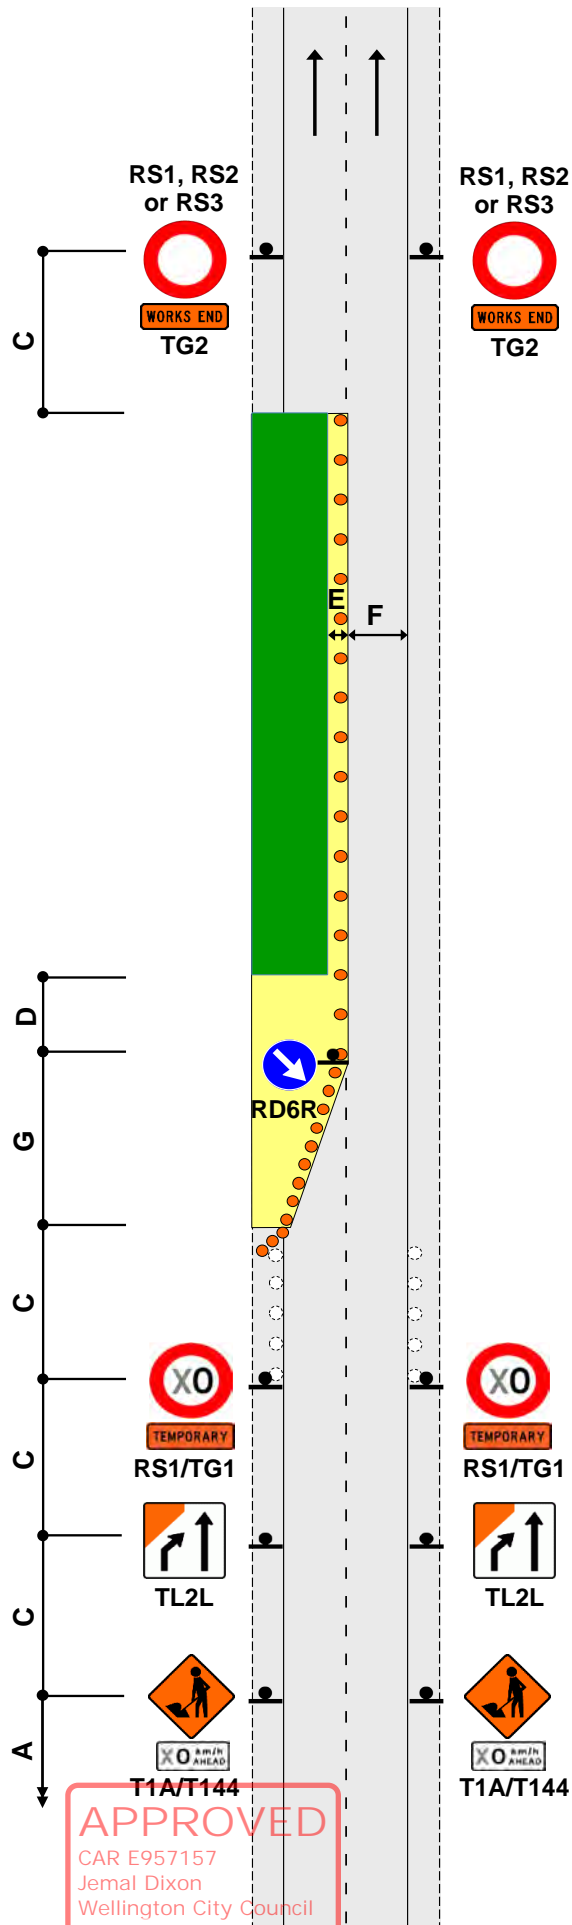 RS1, RS2
or RS3
WORKS END
TG2
RS1, RS2
or RS3
WORKS END
TG2
C
E
F
D
RD6R
G
C
XO
TEMPORARY
RS1/TG1
XO
TEMPORARY
RS1/TG1
C
TL2L
TL2L
C
XO km/h
AHEAD
T1A/T144
XO km/h
AHEAD
T1A/T144
A
APPROVED
CAR E957157
Jemal Dixon
Wellington City Council